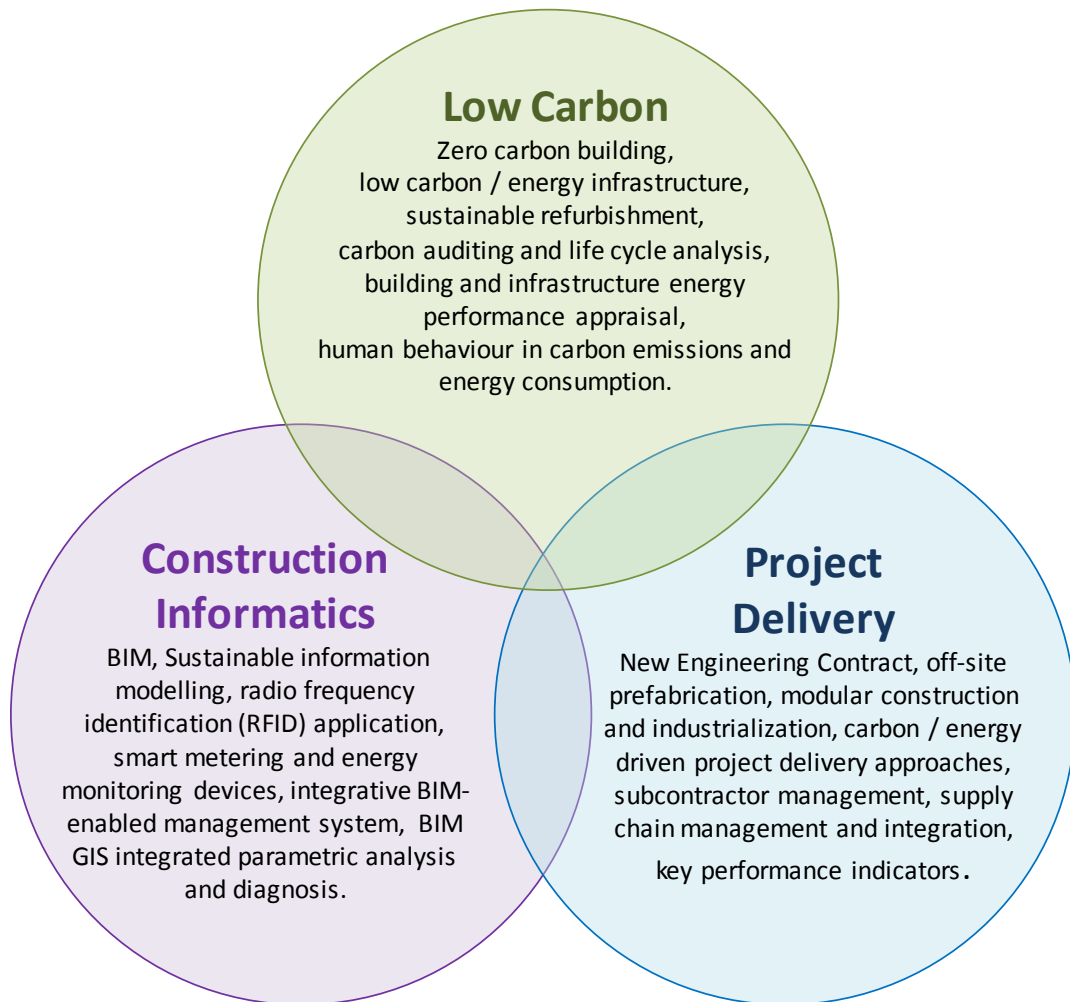 Low Carbon
Zero carbon building,
low carbon / energy infrastructure,
sustainable refurbishment,
carbon auditing and life cycle analysis,
building and infrastructure energy
performance appraisal,
human behaviour in carbon emissions and
energy consumption.
Construction
Informatics
BIM, Sustainable information
modelling, radio frequency
identification (RFID) application,
smart metering and energy
monitoring devices, integrative BIM-
enabled management system, BIM
GIS integrated parametric analysis
and diagnosis.
Project
Delivery
New Engineering Contract, off-site
prefabrication, modular construction
and industrialization, carbon / energy
driven project delivery approaches,
subcontractor management, supply
chain management and integration,
key performance indicators.